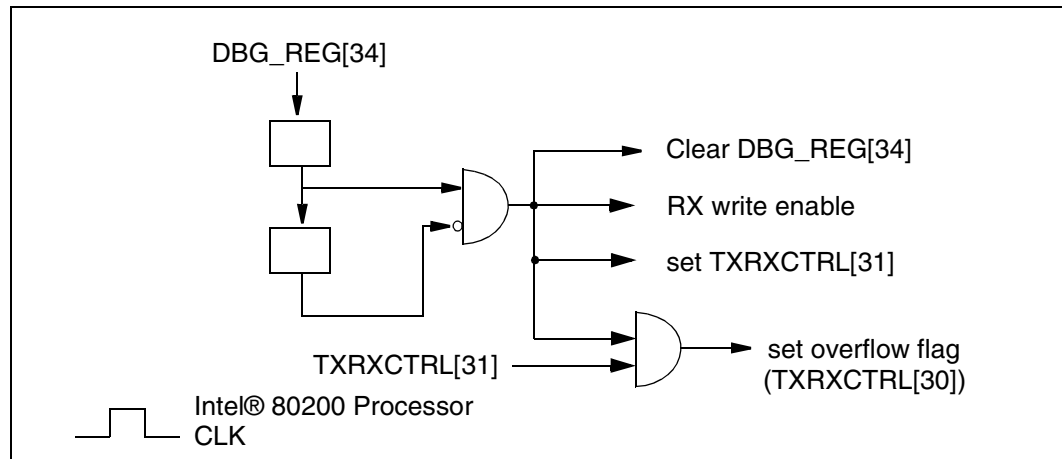 DBG_REG[34]
Clear DBG_REG[34]
RX write enable
set TXRXCTRL[31]
TXRXCTRL[31]
set overflow flag
(TXRXCTRL[30])
Intel® 80200 Processor
CLK